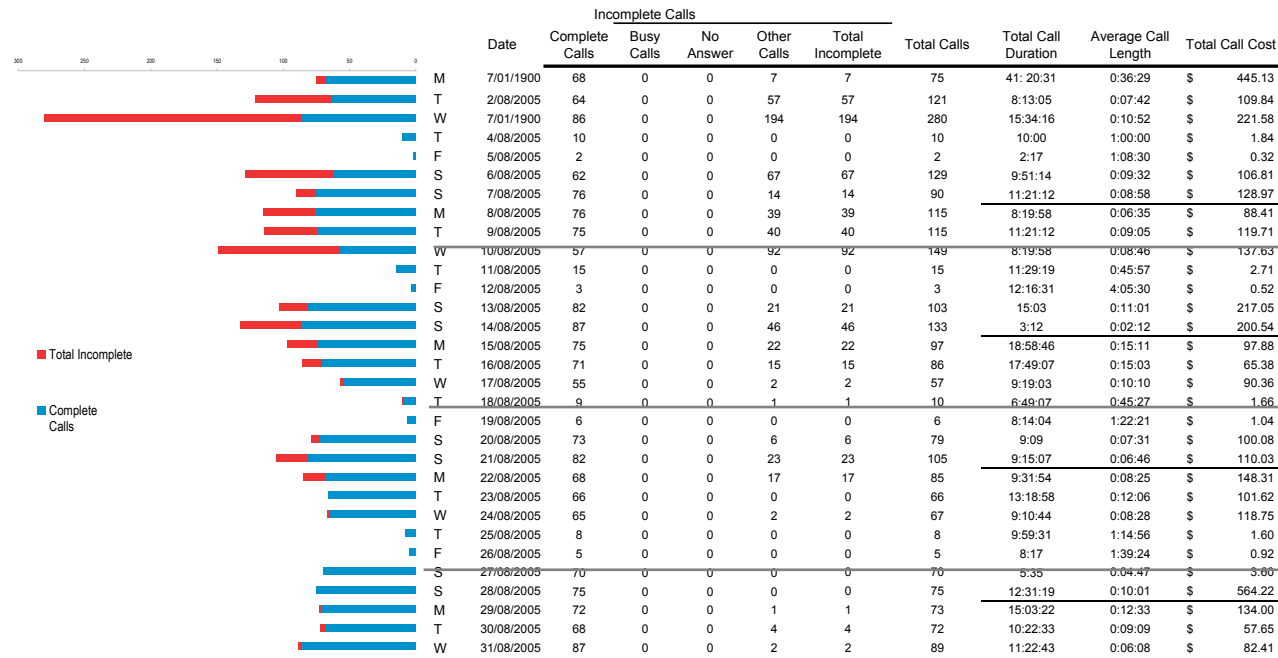 Incomplete Calls
Date Complete Calls Busy Calls No Answer Other Calls Total Incomplete Total Calls Total Call Duration Average Call Length Total Call Cost
300 250 200 150 100 50 0
M 7/01/1900 68 0 0 7 7 75 41: 20:31 0:36:29 $ 445.13
T 2/08/2005 64 0 0 57 57 121 8:13:05 0:07:42 $ 109.84
W 7/01/1900 86 0 0 194 194 280 15:34:16 0:10:52 $ 221.58
T 4/08/2005 10 0 0 0 0 10 10:00 1:00:00 $ 1.84
F 5/08/2005 2 0 0 0 0 2 2:17 1:08:30 $ 0.32
S 6/08/2005 62 0 0 67 67 129 9:51:14 0:09:32 $ 106.81
S 7/08/2005 76 0 0 14 14 90 11:21:12 0:08:58 $ 128.97
M 8/08/2005 76 0 0 39 39 115 8:19:58 0:06:35 $ 88.41
T 9/08/2005 75 0 0 40 40 115 11:21:12 0:09:05 $ 119.71
W 10/08/2005 57 0 0 92 92 149 8:19:58 0:08:46 $ 137.63
T 11/08/2005 15 0 0 0 0 15 11:29:19 0:45:57 $ 2.71
F 12/08/2005 3 0 0 0 0 3 12:16:31 4:05:30 $ 0.52
S 13/08/2005 82 0 0 21 21 103 15:03 0:11:01 $ 217.05
S 14/08/2005 87 0 0 46 46 133 3:12 0:02:12 $ 200.54
M 15/08/2005 75 0 0 22 22 97 18:58:46 0:15:11 $ 97.88
Total Incomplete
T 16/08/2005 71 0 0 15 15 86 17:49:07 0:15:03 $ 65.38
W 17/08/2005 55 0 0 2 2 57 9:19:03 0:10:10 $ 90.36
T 18/08/2005 9 0 0 1 1 10 6:49:07 0:45:27 $ 1.66
Complete
Calls
F 19/08/2005 6 0 0 0 0 6 8:14:04 1:22:21 $ 1.04
S 20/08/2005 73 0 0 6 6 79 9:09 0:07:31 $ 100.08
S 21/08/2005 82 0 0 23 23 105 9:15:07 0:06:46 $ 110.03
M 22/08/2005 68 0 0 17 17 85 9:31:54 0:08:25 $ 148.31
T 23/08/2005 66 0 0 0 0 66 13:18:58 0:12:06 $ 101.62
W 24/08/2005 65 0 0 2 2 67 9:10:44 0:08:28 $ 118.75
T 25/08/2005 8 0 0 0 0 8 9:59:31 1:14:56 $ 1.60
F 26/08/2005 5 0 0 0 0 5 8:17 1:39:24 $ 0.92
S 27/08/2005 70 0 0 0 0 70 5:35 0:04:47 $ 3.60
S 28/08/2005 75 0 0 0 0 75 12:31:19 0:10:01 $ 564.22
M 29/08/2005 72 0 0 1 1 73 15:03:22 0:12:33 $ 134.00
T 30/08/2005 68 0 0 4 4 72 10:22:33 0:09:09 $ 57.65
W 31/08/2005 87 0 0 2 2 89 11:22:43 0:06:08 $ 82.41